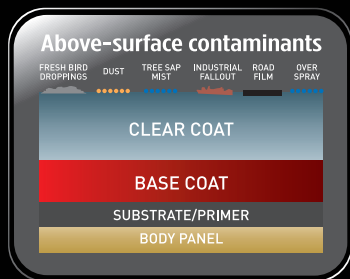 Above-surface contaminants
FRESH BIRD DROPPINGS
DUST
TREE SAP MIST
INDUSTRIAL FALLOUT
ROAD FILM
OVER SPRAY
CLEAR COAT
BASE COAT
SUBSTRATE/PRIMER
BODY PANEL